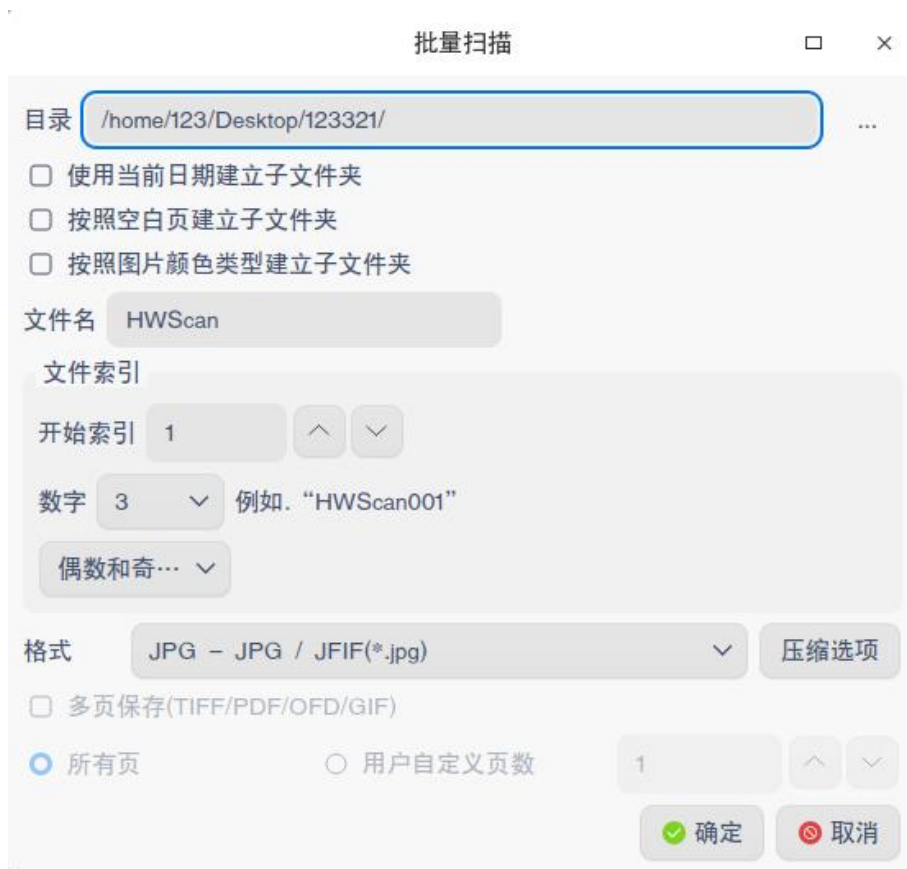 批量扫描
目录 /home/123/Desktop/123321/ ...
使用当前日期建立子文件夹
按照空白页建立子文件夹
按照图片颜色类型建立子文件夹
文件名 HWScan
文件索引
开始索引 1
数字 3 例如. “HWScan001”
偶数和奇…
格式 JPG – JPG / JFIF(*.jpg) 压缩选项
多页保存(TIFF/PDF/OFD/GIF)
所有页 用户自定义页数 1
确定 取消